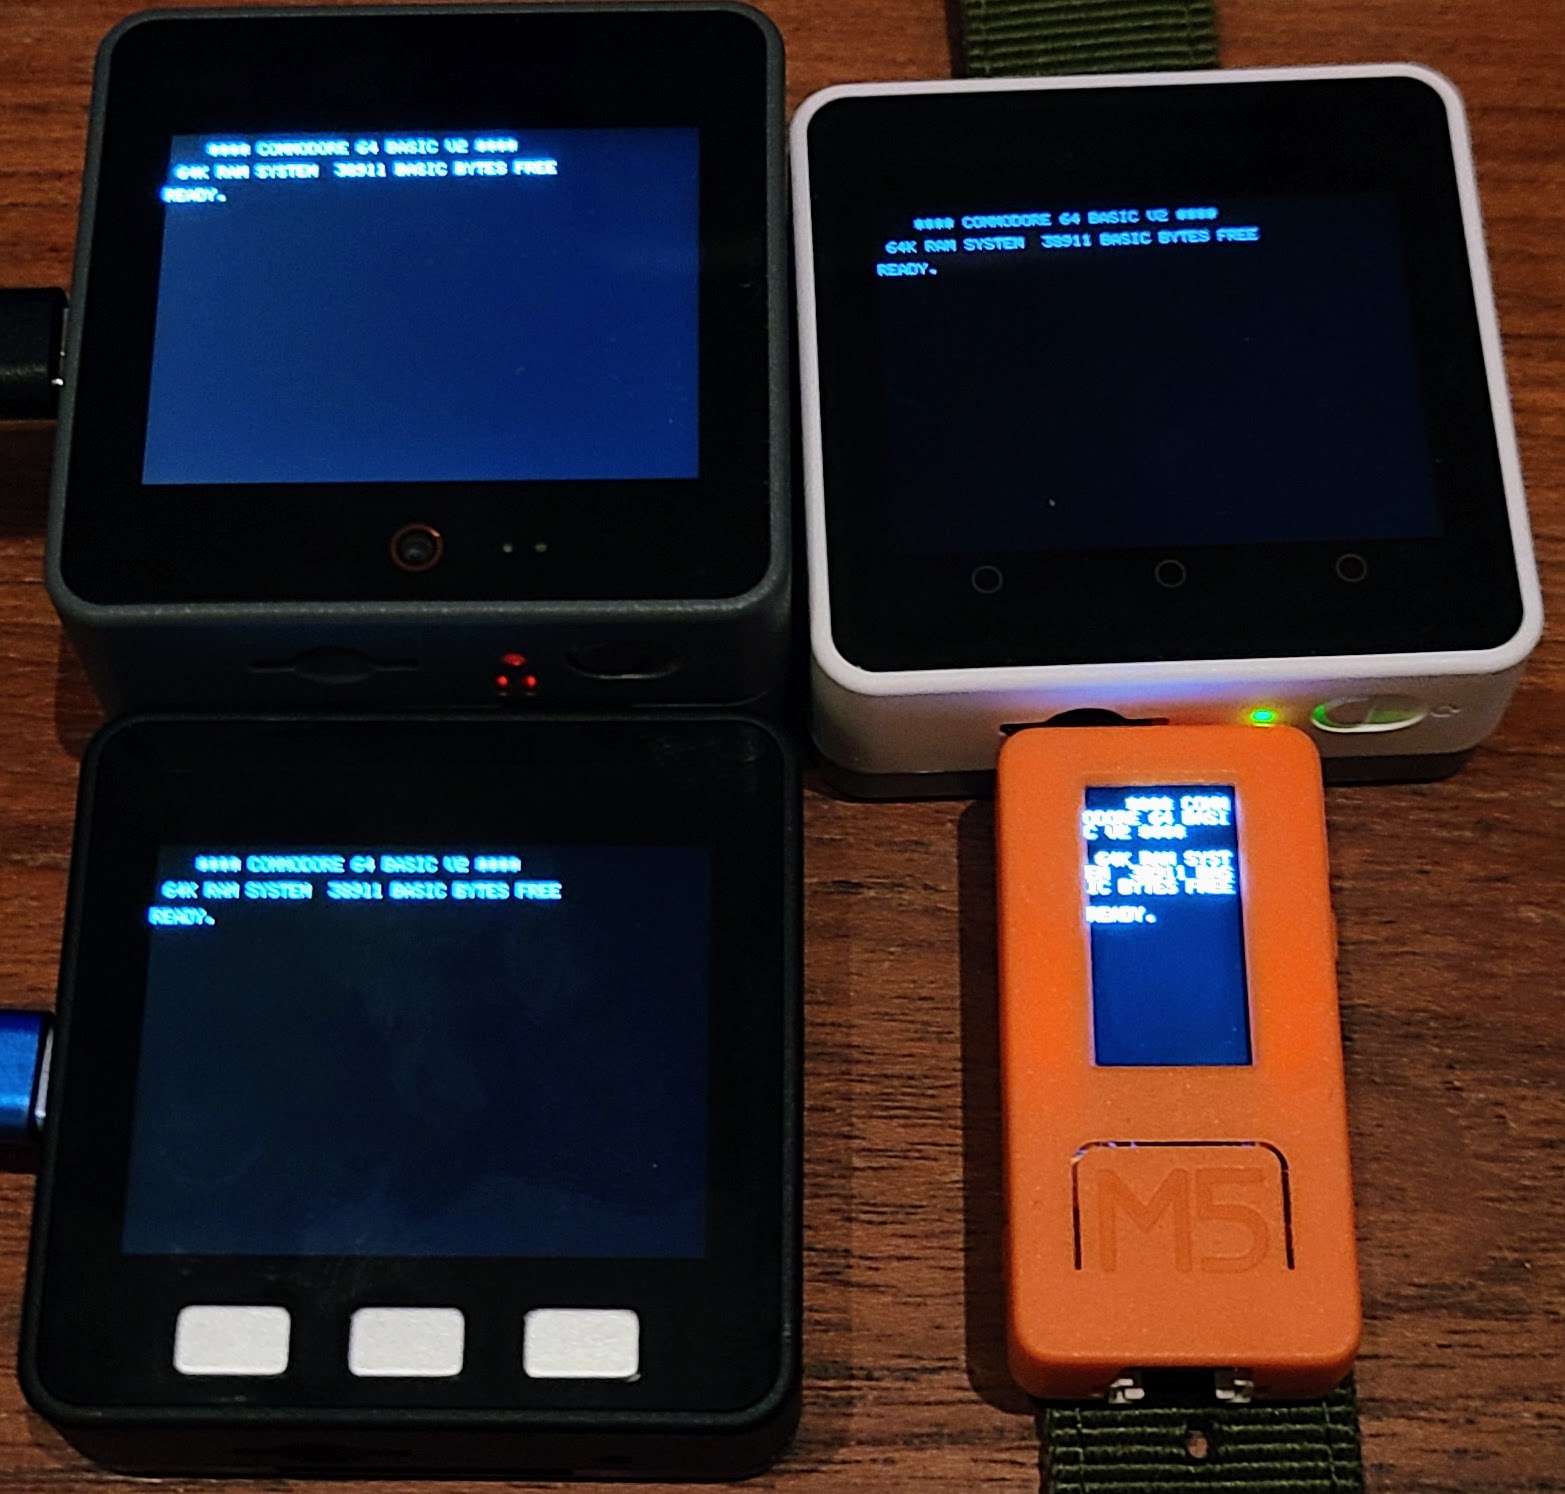 **** COMMODORE 64 BASIC V2 ****
64K RAM SYSTEM  38911 BASIC BYTES FREE
READY.
**** COMMODORE 64 BASIC V2 ****
64K RAM SYSTEM  38911 BASIC BYTES FREE
READY.
**** COMMODORE 64 BASIC V2 ****
64K RAM SYSTEM  38911 BASIC BYTES FREE
READY.
**** COMM
ODORE 64 BASI
C V2 ****
64K RAM SYST
EM  38911 BAS
IC BYTES FREE
READY.
M5